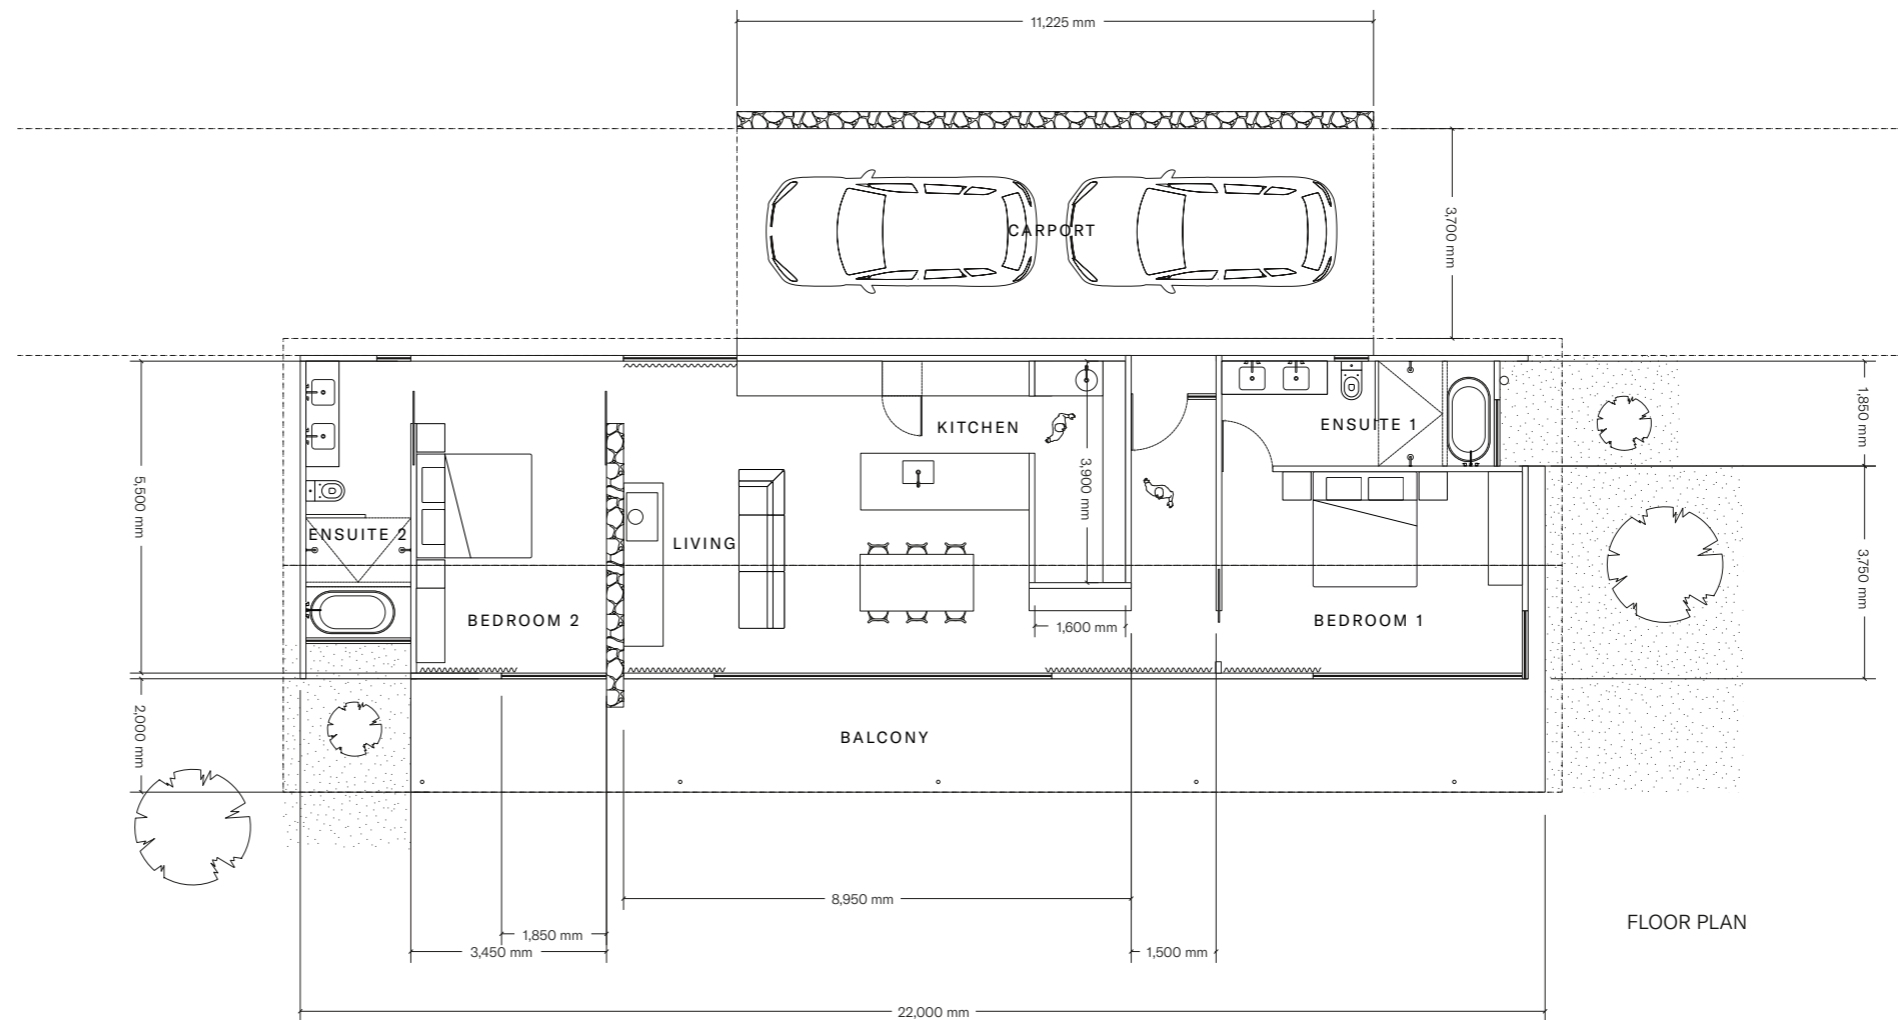 11,225 mm
3,700 mm
CARPORT
1,850 mm
ENSUITE 1
KITCHEN
3,900 mm
5,500 mm
ENSUITE 2
LIVING
3,750 mm
BEDROOM 2
1,600 mm
BEDROOM 1
2,000 mm
BALCONY
8,950 mm
FLOOR PLAN
1,850 mm
3,450 mm
1,500 mm
22,000 mm